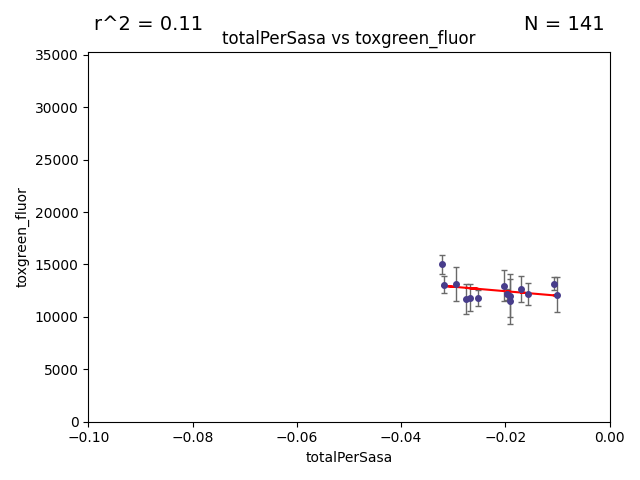 r^2 = 0.11
N = 141
totalPerSasa vs toxgreen_fluor
35000
30000
25000
20000
15000
10000
5000
0
toxgreen_fluor
−0.10
−0.08
−0.06
−0.04
−0.02
0.00
totalPerSasa